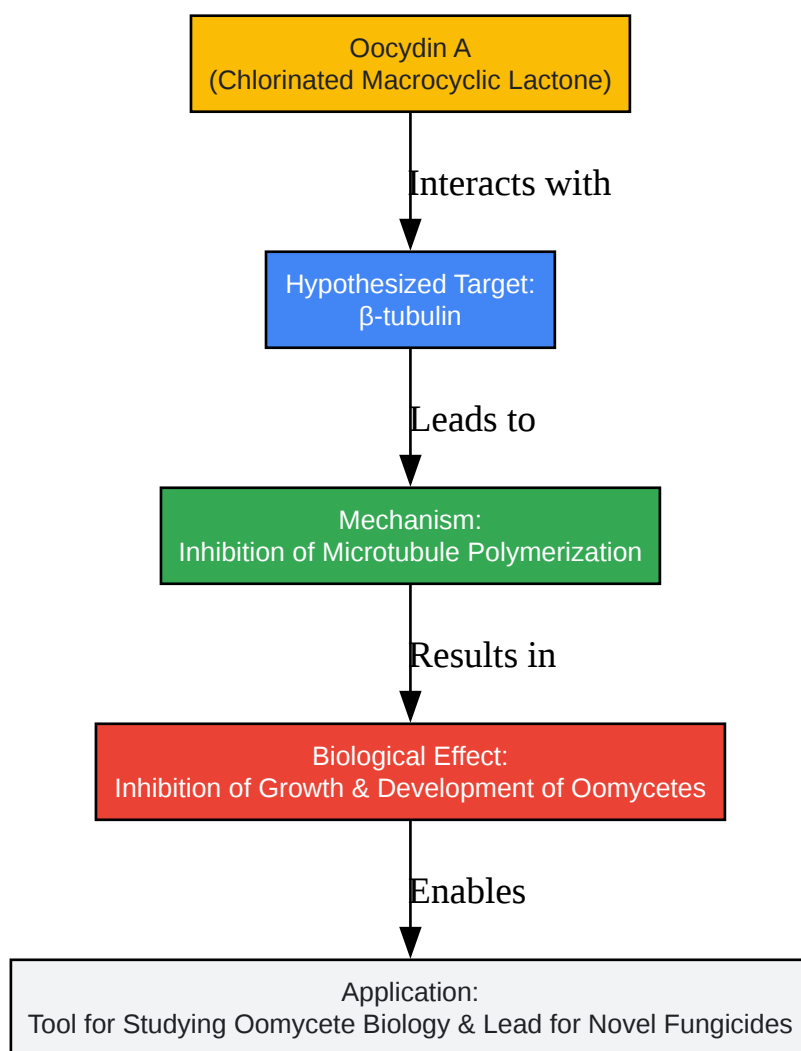 Oocydin A
(Chlorinated Macrocyclic Lactone)
Interacts with
Hypothesized Target:
β-tubulin
Leads to
Mechanism:
Inhibition of Microtubule Polymerization
Results in
Biological Effect:
Inhibition of Growth & Development of Oomycetes
Enables
Application:
Tool for Studying Oomycete Biology & Lead for Novel Fungicides